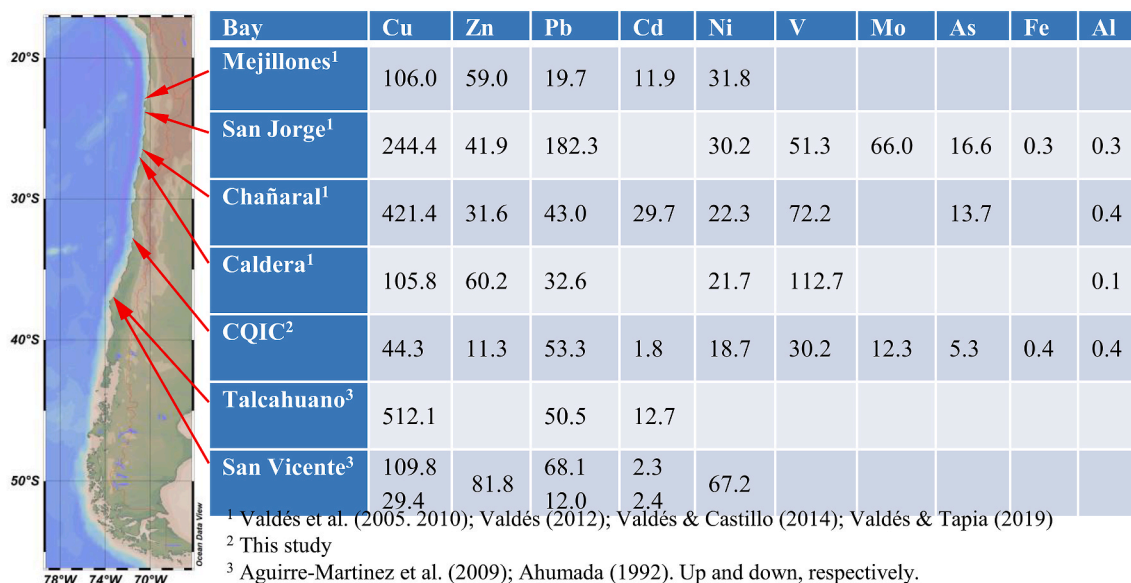 Bay Cu Zn Pb Cd Ni V Mo As Fe Al
Mejillones¹ 106.0 59.0 19.7 11.9 31.8
San Jorge¹ 244.4 41.9 182.3 30.2 51.3 66.0 16.6 0.3 0.3
Chañaral¹ 421.4 31.6 43.0 29.7 22.3 72.2 13.7 0.4
Caldera¹ 105.8 60.2 32.6 21.7 112.7 0.1
CQIC² 44.3 11.3 53.3 1.8 18.7 30.2 12.3 5.3 0.4 0.4
Talcahuano³ 512.1 50.5 12.7
San Vicente³ 109.8 81.8 68.1 2.3 67.2
29.4 12.0 2.4
¹ Valdés et al. (2005. 2010); Valdés (2012); Valdés & Castillo (2014); Valdés & Tapia (2019)
² This study
³ Aguirre-Martinez et al. (2009); Ahumada (1992). Up and down, respectively.
20°S
30°S
40°S
50°S
78°W 74°W 70°W
Ocean Data View